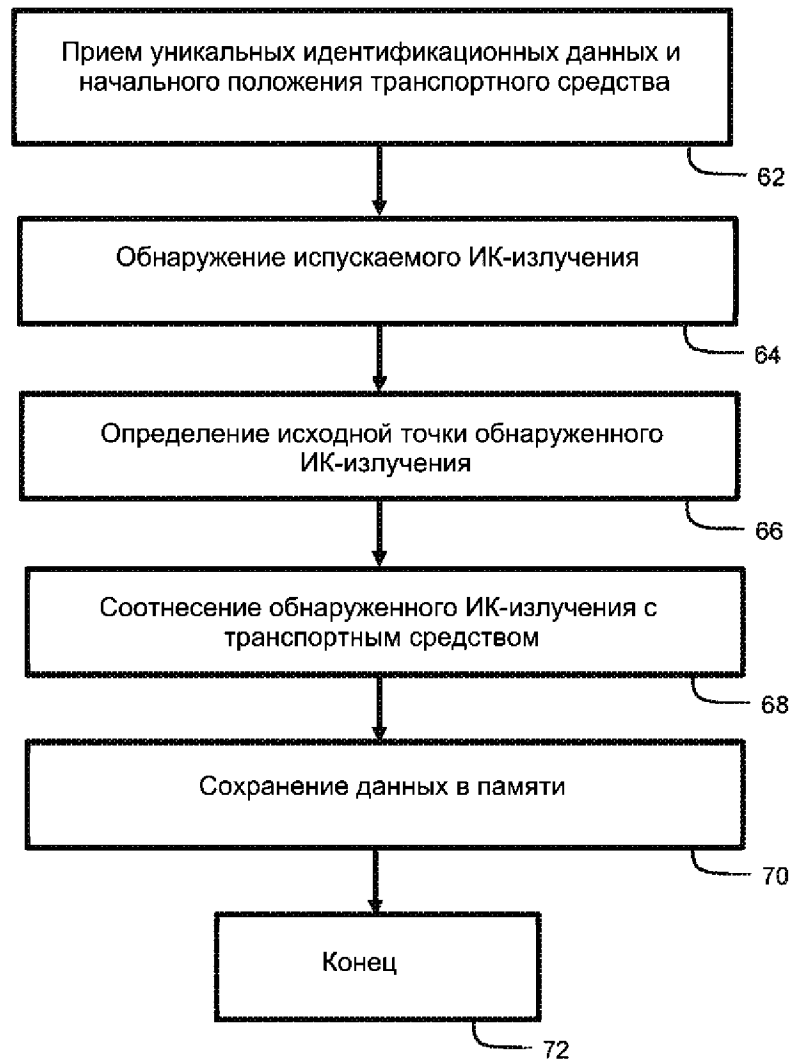 Прием уникальных идентификационных данных и
начального положения транспортного средства
62
Обнаружение испускаемого ИК-излучения
64
Определение исходной точки обнаруженного
ИК-излучения
66
Соотнесение обнаруженного ИК-излучения с
транспортным средством
68
Сохранение данных в памяти
70
Конец
72